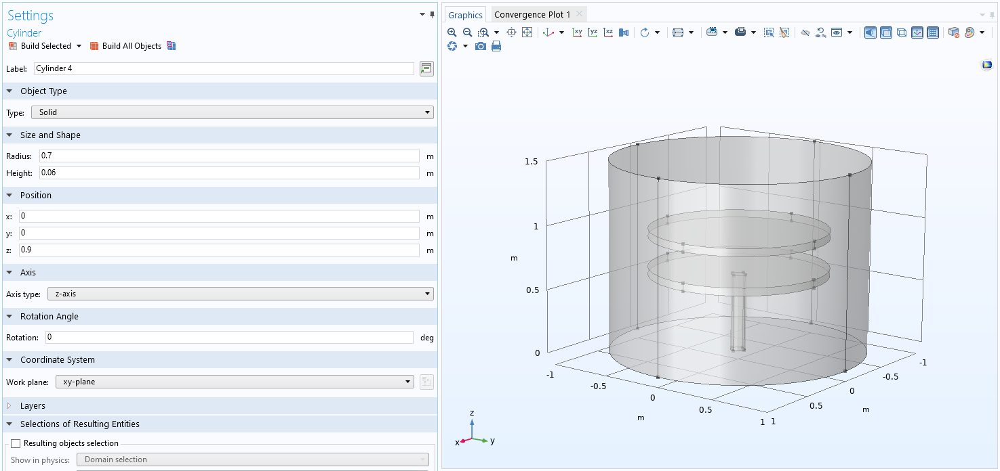 Settings
Cylinder
Build Selected Build All Objects
Label: Cylinder 4
Object Type
Type: Solid
Size and Shape
Radius: 0.7 m
Height: 0.06 m
Position
x: 0 m
y: 0 m
z: 0.9 m
Axis
Axis type: z-axis
Rotation Angle
Rotation: 0 deg
Coordinate System
Work plane: xy-plane
Layers
Selections of Resulting Entities
Resulting objects selection
Show in physics: Domain selection
Graphics Convergence Plot 1
xy yz xz
1.5
1
m
0.5
0
-1
-0.5
0
m
0.5
1
1
0.5
m
0
-0.5
-1
z
x y